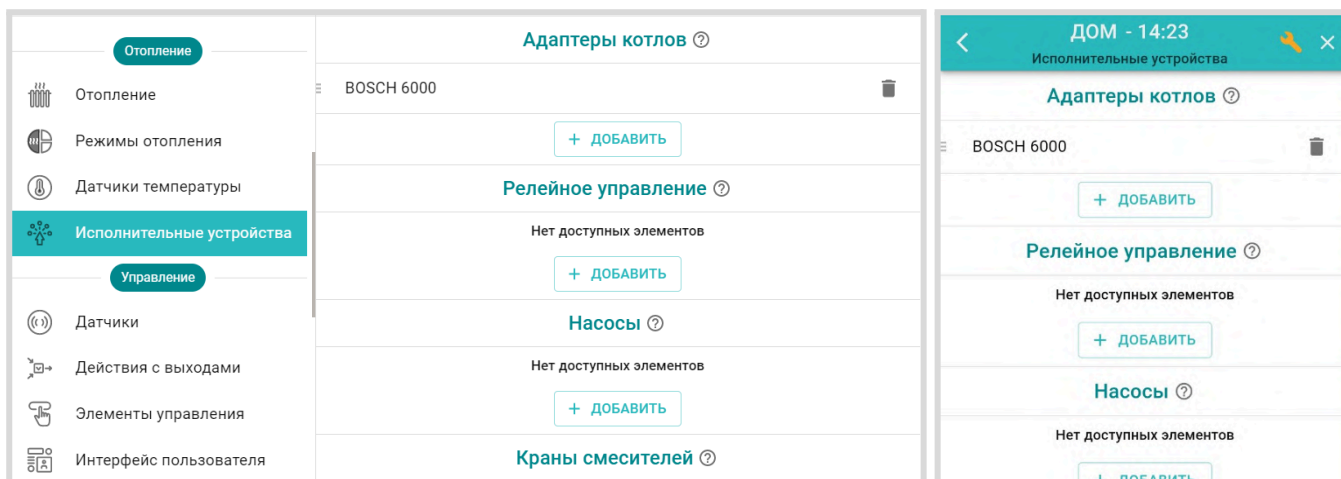 Отопление
Отопление
Режимы отопления
Датчики температуры
Исполнительные устройства
Управление
Датчики
Действия с выходами
Элементы управления
Интерфейс пользователя
Адаптеры котлов ?
BOSCH 6000
+ ДОБАВИТЬ
Релейное управление ?
Нет доступных элементов
+ ДОБАВИТЬ
Насосы ?
Нет доступных элементов
+ ДОБАВИТЬ
Краны смесителей ?
ДОМ - 14:23
Исполнительные устройства
Адаптеры котлов ?
BOSCH 6000
+ ДОБАВИТЬ
Релейное управление ?
Нет доступных элементов
+ ДОБАВИТЬ
Насосы ?
Нет доступных элементов
+ ДОБАВИТЬ